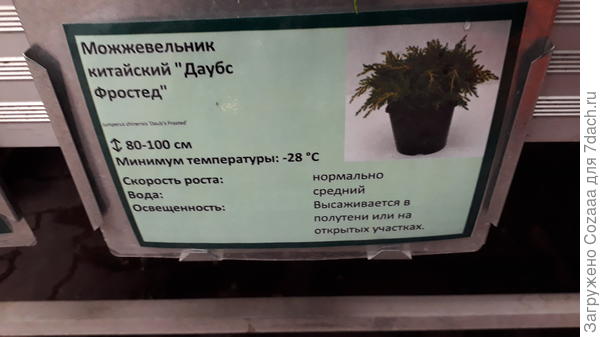 Можжевельник
китайский "Даубс
Фростед"
Juniperus chinensis 'Daub's Frosted'
↕ 80-100 см
Минимум температуры: -28 °C
Скорость роста: нормально
Вода: средний
Освещенность: Высаживается в
полутени или на
открытых участках.
Загружено Cozaaa для 7dach.ru